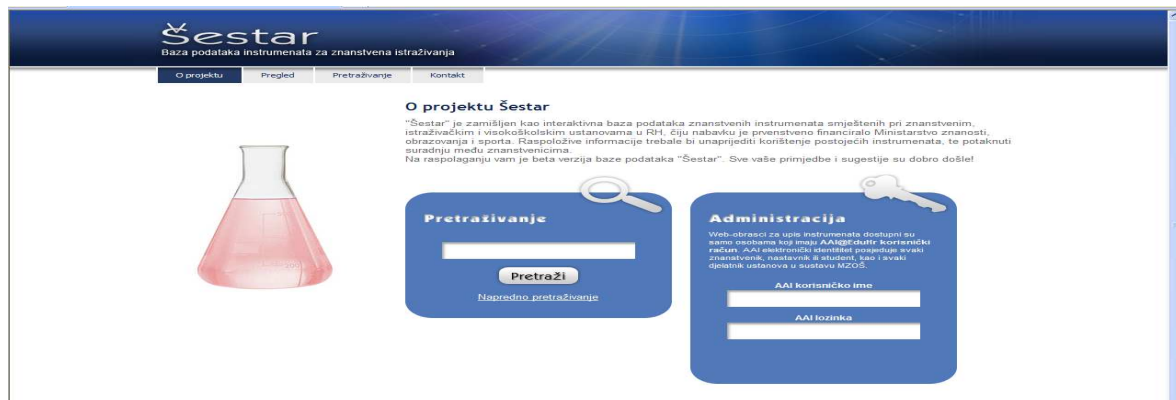 Šestar
Baza podataka instrumenata za znanstvena istraživanja
O projektu
Pregled
Pretraživanje
Kontakt
O projektu Šestar
"Šestar" je zamišljen kao interaktivna baza podataka znanstvenih instrumenata smještenih pri znanstvenim,
istraživačkim i visokoškolskim ustanovama u RH, čiju nabavku je prvenstveno financiralo Ministarstvo znanosti,
obrazovanja i sporta. Raspoložive informacije trebale bi unaprijediti korištenje postojećih instrumenata, te potaknuti
suradnju među znanstvenicima.
Na raspolaganju vam je beta verzija baze podataka "Šestar". Sve vaše primjedbe i sugestije su dobro došle!
Pretraživanje
Pretraži
Napredno pretraživanje
Administracija
Web-obrasci za upis instrumenata dostupni su
samo osobama koji imaju AAI@EduHr korisnički
račun. AAI elektronički identitet posjeduje svaki
znanstvenik, nastavnik ili student, kao i svaki
djelatnik ustanova u sustavu MZOŠ.
AAI korisničko ime
AAI lozinka